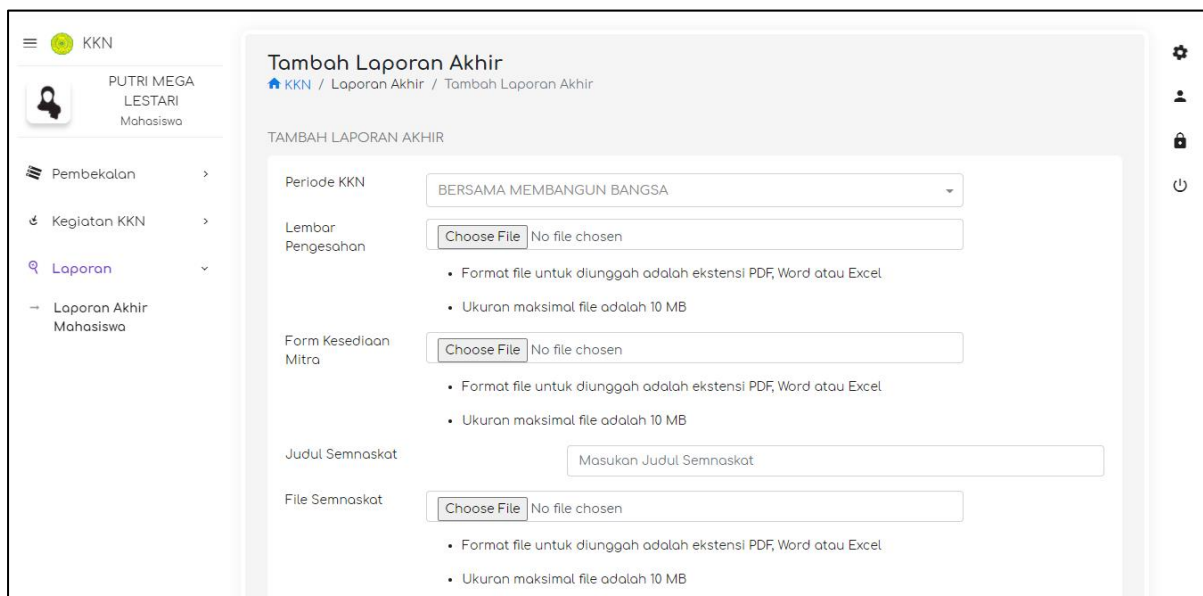 KKN
PUTRI MEGA
LESTARI
Mahasiswa
Pembekalan
Kegiatan KKN
Laporan
Laporan Akhir
Mahasiswa
Tambah Laporan Akhir
KKN / Laporan Akhir / Tambah Laporan Akhir
TAMBAH LAPORAN AKHIR
Periode KKN
BERSAMA MEMBANGUN BANGSA
Lembar
Pengesahan
Choose File No file chosen
• Format file untuk diunggah adalah ekstensi PDF, Word atau Excel
• Ukuran maksimal file adalah 10 MB
Form Kesediaan
Mitra
Choose File No file chosen
• Format file untuk diunggah adalah ekstensi PDF, Word atau Excel
• Ukuran maksimal file adalah 10 MB
Judul Semnaskat
Masukan Judul Semnaskat
File Semnaskat
Choose File No file chosen
• Format file untuk diunggah adalah ekstensi PDF, Word atau Excel
• Ukuran maksimal file adalah 10 MB